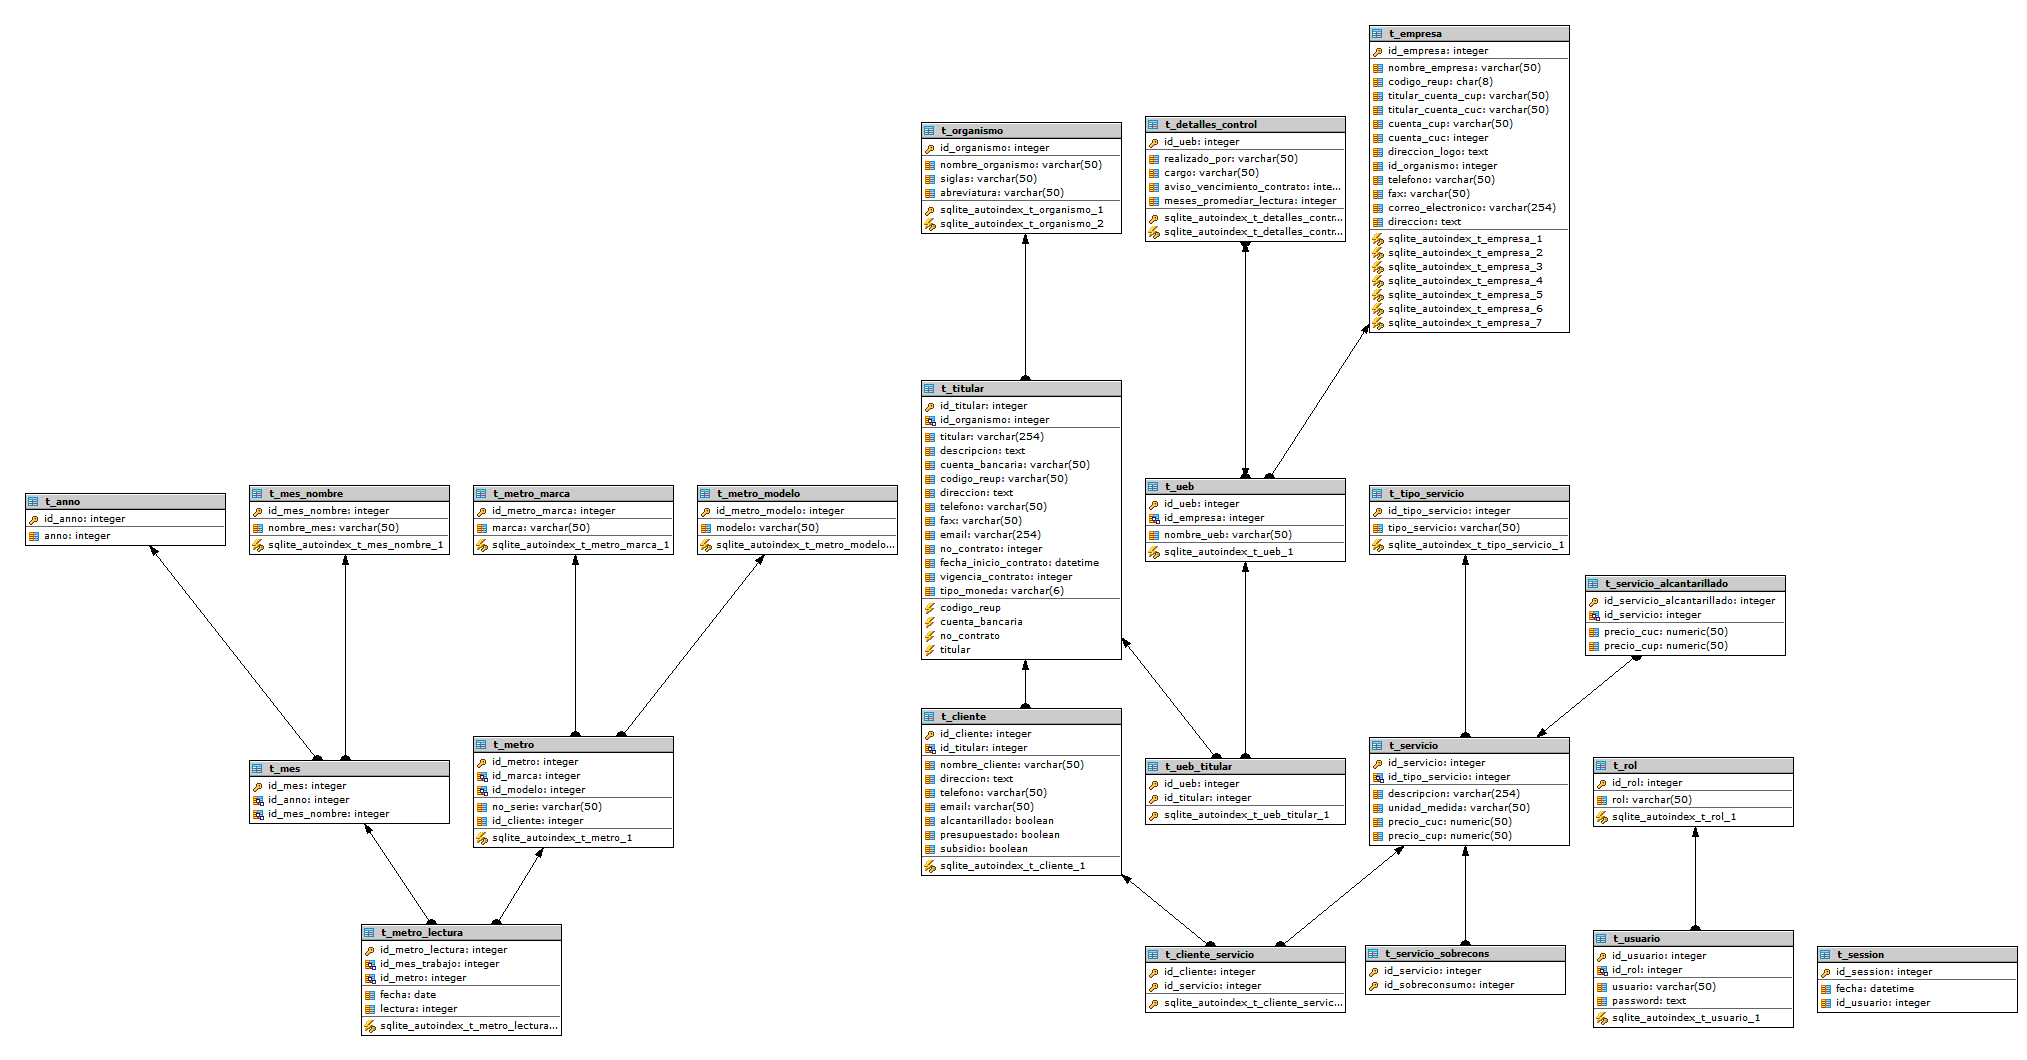 t_empresa
id_empresa: integer
nombre_empresa: varchar(50)
codigo_reup: char(8)
titular_cuenta_cup: varchar(50)
titular_cuenta_cuc: varchar(50)
cuenta_cup: varchar(50)
cuenta_cuc: integer
direccion_logo: text
id_organismo: integer
telefono: varchar(50)
fax: varchar(50)
correo_electronico: varchar(254)
direccion: text
sqlite_autoindex_t_empresa_1
sqlite_autoindex_t_empresa_2
sqlite_autoindex_t_empresa_3
sqlite_autoindex_t_empresa_4
sqlite_autoindex_t_empresa_5
sqlite_autoindex_t_empresa_6
sqlite_autoindex_t_empresa_7
t_organismo
id_organismo: integer
nombre_organismo: varchar(50)
siglas: varchar(50)
abreviatura: varchar(50)
sqlite_autoindex_t_organismo_1
sqlite_autoindex_t_organismo_2
t_detalles_control
id_ueb: integer
realizado_por: varchar(50)
cargo: varchar(50)
aviso_vencimiento_contrato: inte...
meses_promediar_lectura: integer
sqlite_autoindex_t_detalles_contr...
sqlite_autoindex_t_detalles_contr...
t_titular
id_titular: integer
id_organismo: integer
titular: varchar(254)
descripcion: text
cuenta_bancaria: varchar(50)
codigo_reup: varchar(50)
direccion: text
telefono: varchar(50)
fax: varchar(50)
email: varchar(254)
no_contrato: integer
fecha_inicio_contrato: datetime
vigencia_contrato: integer
tipo_moneda: varchar(6)
codigo_reup
cuenta_bancaria
no_contrato
titular
t_anno
id_anno: integer
anno: integer
t_mes_nombre
id_mes_nombre: integer
nombre_mes: varchar(50)
sqlite_autoindex_t_mes_nombre_1
t_metro_marca
id_metro_marca: integer
marca: varchar(50)
sqlite_autoindex_t_metro_marca_1
t_metro_modelo
id_metro_modelo: integer
modelo: varchar(50)
sqlite_autoindex_t_metro_modelo...
t_ueb
id_ueb: integer
id_empresa: integer
nombre_ueb: varchar(50)
sqlite_autoindex_t_ueb_1
t_tipo_servicio
id_tipo_servicio: integer
tipo_servicio: varchar(50)
sqlite_autoindex_t_tipo_servicio_1
t_servicio_alcantarillado
id_servicio_alcantarillado: integer
id_servicio: integer
precio_cuc: numeric(50)
precio_cup: numeric(50)
t_mes
id_mes: integer
id_anno: integer
id_mes_nombre: integer
t_metro
id_metro: integer
id_marca: integer
id_modelo: integer
no_serie: varchar(50)
id_cliente: integer
sqlite_autoindex_t_metro_1
t_cliente
id_cliente: integer
id_titular: integer
nombre_cliente: varchar(50)
direccion: text
telefono: varchar(50)
email: varchar(50)
alcantarillado: boolean
presupuestado: boolean
subsidio: boolean
sqlite_autoindex_t_cliente_1
t_ueb_titular
id_ueb: integer
id_titular: integer
sqlite_autoindex_t_ueb_titular_1
t_servicio
id_servicio: integer
id_tipo_servicio: integer
descripcion: varchar(254)
unidad_medida: varchar(50)
precio_cuc: numeric(50)
precio_cup: numeric(50)
t_rol
id_rol: integer
rol: varchar(50)
sqlite_autoindex_t_rol_1
t_metro_lectura
id_metro_lectura: integer
id_mes_trabajo: integer
id_metro: integer
fecha: date
lectura: integer
sqlite_autoindex_t_metro_lectura...
t_cliente_servicio
id_cliente: integer
id_servicio: integer
sqlite_autoindex_t_cliente_servic...
t_servicio_sobrecons
id_servicio: integer
id_sobreconsumo: integer
t_usuario
id_usuario: integer
id_rol: integer
usuario: varchar(50)
password: text
sqlite_autoindex_t_usuario_1
t_session
id_session: integer
fecha: datetime
id_usuario: integer